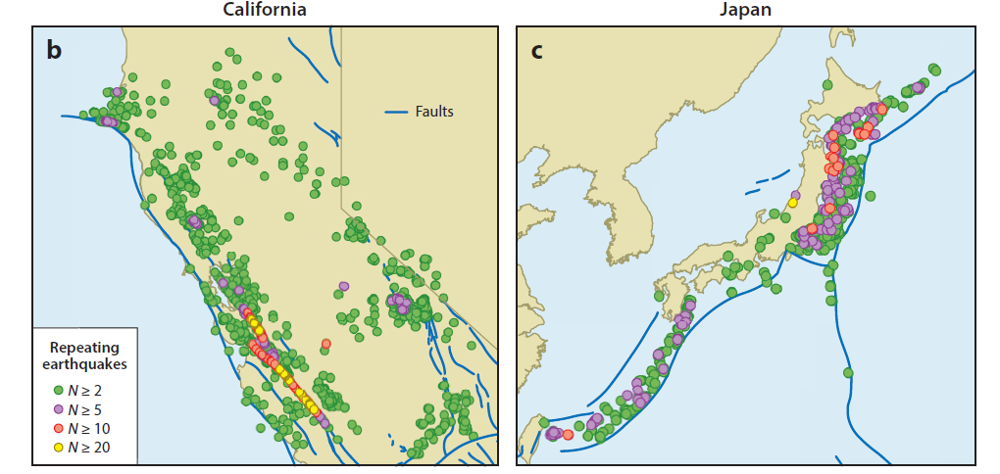 California
Japan
b
c
Faults
Repeating
earthquakes
N ≥ 2
N ≥ 5
N ≥ 10
N ≥ 20